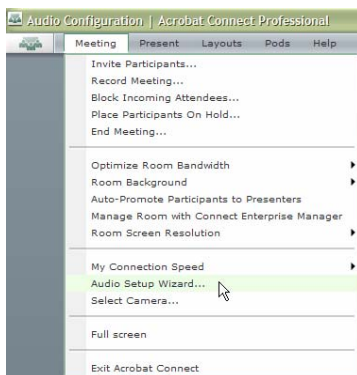 Audio Configuration | Acrobat Connect Professional
Meeting Present Layouts Pods Help
Invite Participants...
Record Meeting...
Block Incoming Attendees...
Place Participants On Hold...
End Meeting...
Optimize Room Bandwidth
Room Background
Auto-Promote Participants to Presenters
Manage Room with Connect Enterprise Manager
Room Screen Resolution
My Connection Speed
Audio Setup Wizard...
Select Camera...
Full screen
Exit Acrobat Connect